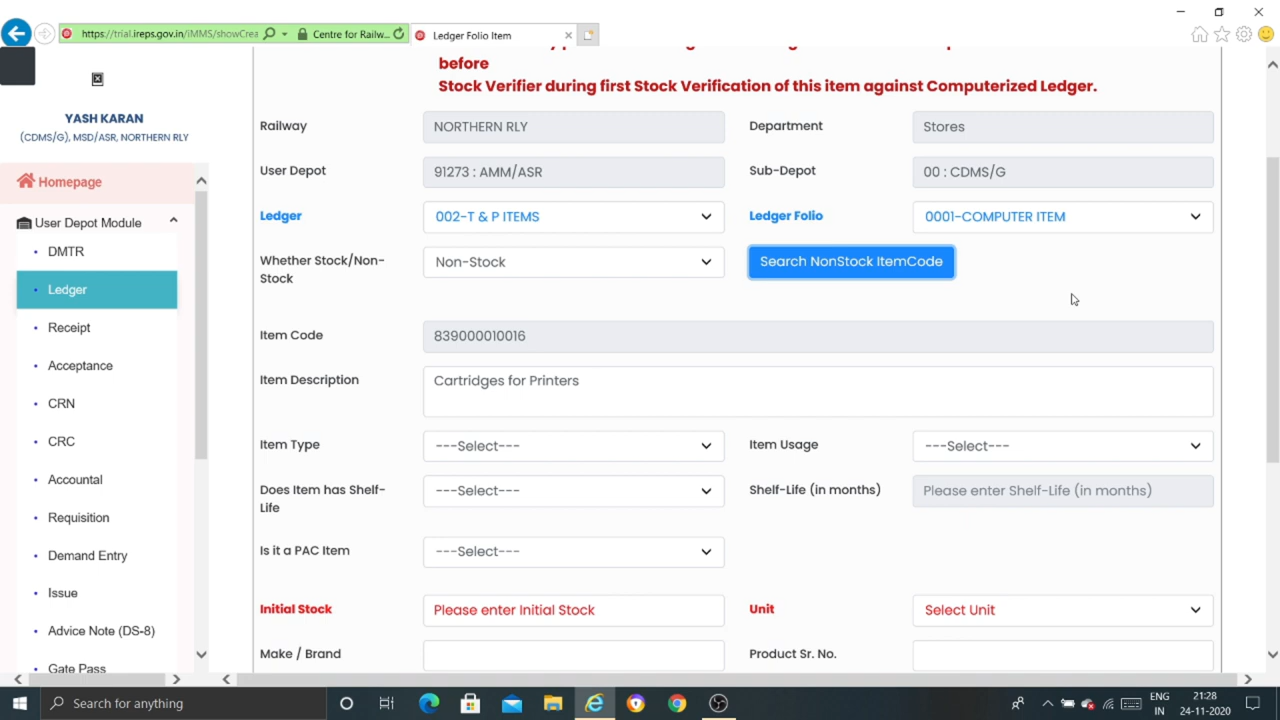 https://trial.ireps.gov.in/iMMS/showCrea
Centre for Railw...
Ledger Folio Item
before
Stock Verifier during first Stock Verification of this item against Computerized Ledger.
YASH KARAN
(CDMS/G), MSD/ASR, NORTHERN RLY
Homepage
User Depot Module
DMTR
Ledger
Receipt
Acceptance
CRN
CRC
Accountal
Requisition
Demand Entry
Issue
Advice Note (DS-8)
Gate Pass
Railway NORTHERN RLY Department Stores
User Depot 91273 : AMM/ASR Sub-Depot 00 : CDMS/G
Ledger 002-T & P ITEMS Ledger Folio 0001-COMPUTER ITEM
Whether Stock/Non-
Stock
Non-Stock
Search NonStock ItemCode
Item Code 839000010016
Item Description Cartridges for Printers
Item Type ---Select--- Item Usage ---Select---
Does Item has Shelf-
Life
---Select---
Shelf-Life (in months) Please enter Shelf-Life (in months)
Is it a PAC Item ---Select---
Initial Stock Please enter Initial Stock Unit Select Unit
Make / Brand Product Sr. No.
Search for anything
ENG
IN
21:28
24-11-2020